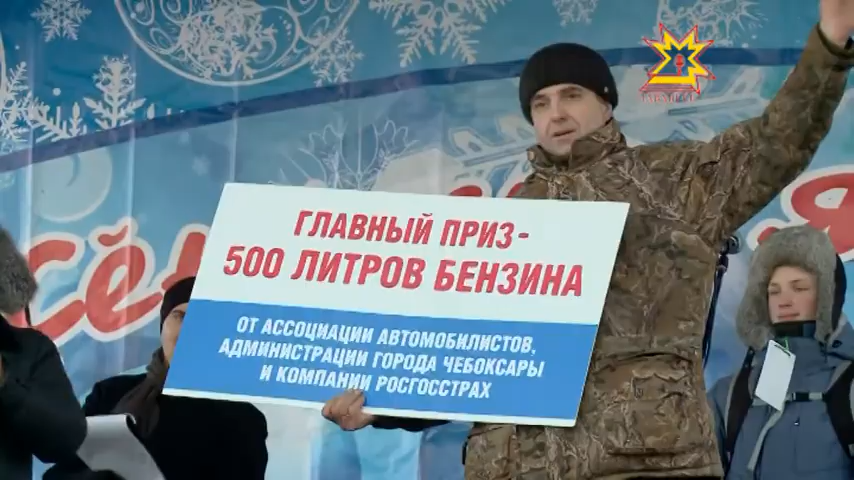 ГЛАВНЫЙ ПРИЗ-
500 ЛИТРОВ БЕНЗИНА
ОТ АССОЦИАЦИИ АВТОМОБИЛИСТОВ,
АДМИНИСТРАЦИИ ГОРОДА ЧЕБОКСАРЫ
И КОМПАНИИ РОСГОССТРАХ